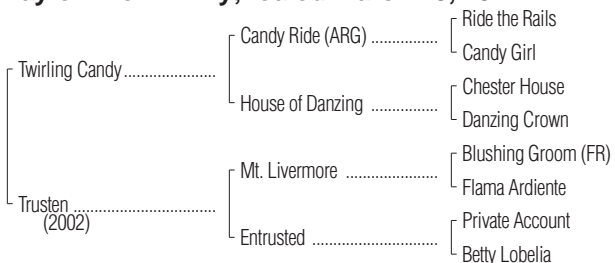 Ride the Rails
Candy Ride (ARG) ................
Candy Girl
Twirling Candy ......................
Chester House
House of Danzing ................
Danzing Crown
Blushing Groom (FR)
Mt. Livermore ......................
Flama Ardiente
Trusten ..................................
(2002)
Private Account
Entrusted ..............................
Betty Lobelia